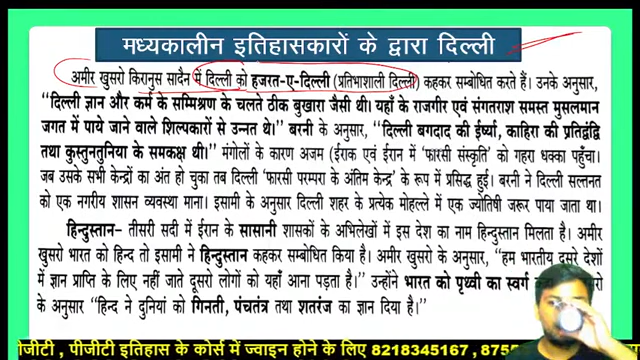 मध्यकालीन इतिहासकारों के द्वारा दिल्ली
अमीर खुसरो किरानुस सादैन में दिल्ली को हजरत-ए-दिल्ली (प्रतिभाशाली दिल्ली) कहकर सम्बोधित करते हैं। उनके अनुसार,
"दिल्ली ज्ञान और कर्म के सम्मिश्रण के चलते ठीक बुखारा जैसी थी। यहाँ के राजगीर एवं संगतराश समस्त मुसलमान
जगत में पाये जाने वाले शिल्पकारों से उन्नत थे।" बरनी के अनुसार, "दिल्ली बगदाद की ईर्ष्या, काहिरा की प्रतिद्वंद्वि
तथा कुस्तुनतुनिया के समकक्ष थी।" मंगोलों के कारण अजम (ईराक एवं ईरान में 'फारसी संस्कृति' को गहरा धक्का पहुँचा।
जब उसके सभी केन्द्रों का अंत हो चुका तब दिल्ली 'फारसी परम्परा के अंतिम केन्द्र' के रूप में प्रसिद्ध हुई। बरनी ने दिल्ली सल्तनत
को एक नगरीय शासन व्यवस्था माना। इसामी के अनुसार दिल्ली शहर के प्रत्येक मोहल्ले में एक ज्योतिषी जरूर पाया जाता था।
हिन्दुस्तान- तीसरी सदी में ईरान के सासानी शासकों के अभिलेखों में इस देश का नाम हिन्दुस्तान मिलता है। अमीर
खुसरो भारत को हिन्द तो इसामी ने हिन्दुस्तान कहकर सम्बोधित किया है। अमीर खुसरो के अनुसार, "हम भारतीय दूसरे देशों
में ज्ञान प्राप्ति के लिए नहीं जाते दूसरो लोगों को यहाँ आना पड़ता है।" उन्होंने भारत को पृथ्वी का स्वर्ग
के अनुसार "हिन्द ने दुनियां को गिनती, पंचतंत्र तथा शतरंज का ज्ञान दिया है।"
जीटी , पीजीटी इतिहास के कोर्स में ज्वाइन होने के लिए 8218345167 , 8755